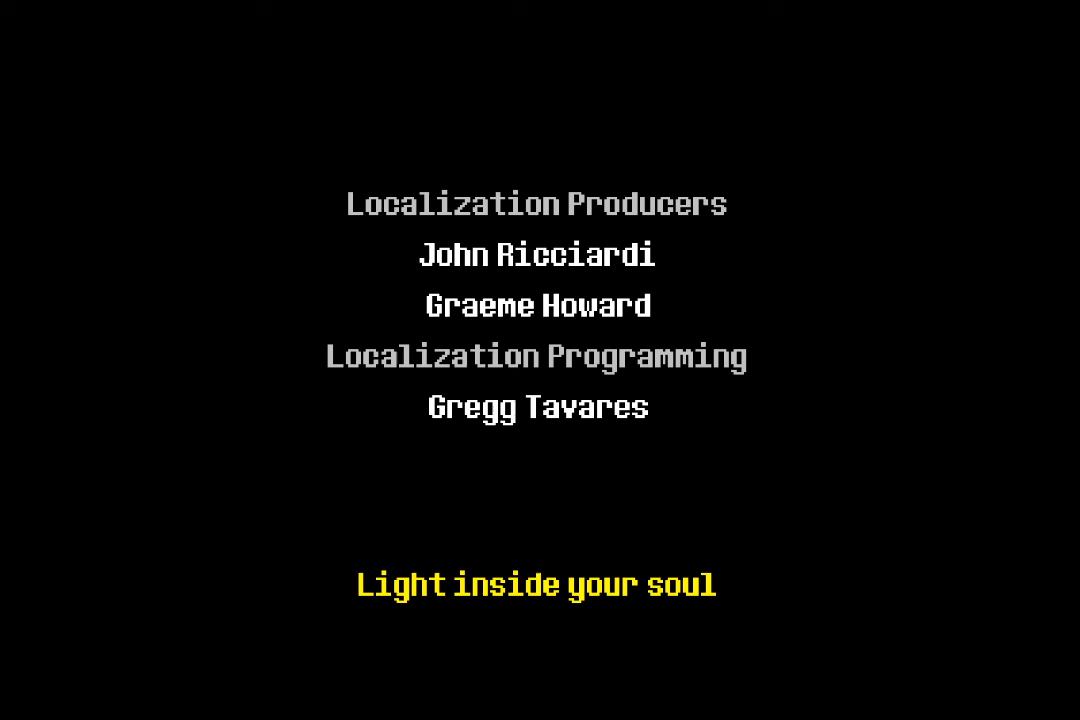 Localization Producers
John Ricciardi
Graeme Howard
Localization Programming
Gregg Tavares
Light inside your soul